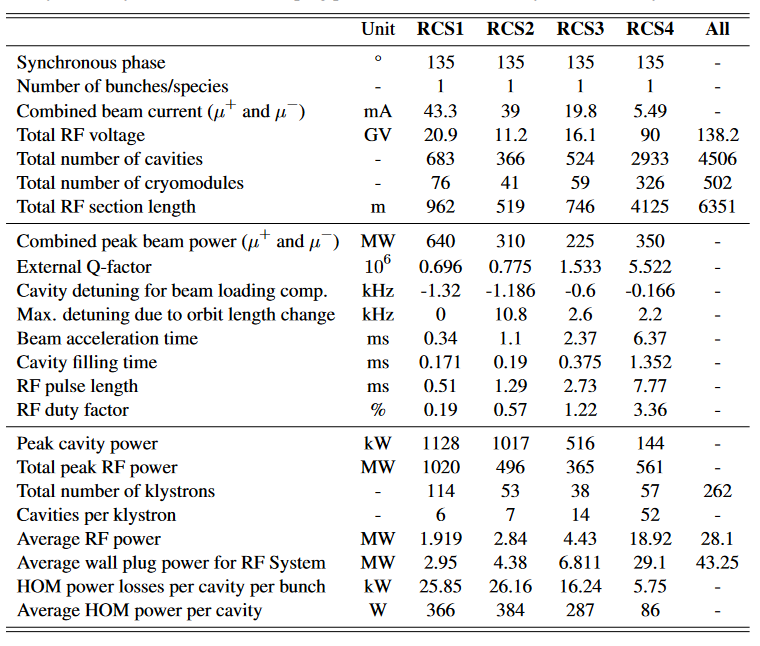 Unit RCS1 RCS2 RCS3 RCS4 All
Synchronous phase ° 135 135 135 135 -
Number of bunches/species - 1 1 1 1 -
Combined beam current (μ⁺ and μ⁻) mA 43.3 39 19.8 5.49 -
Total RF voltage GV 20.9 11.2 16.1 90 138.2
Total number of cavities - 683 366 524 2933 4506
Total number of cryomodules - 76 41 59 326 502
Total RF section length m 962 519 746 4125 6351
Combined peak beam power (μ⁺ and μ⁻) MW 640 310 225 350 -
External Q-factor 10⁶ 0.696 0.775 1.533 5.522 -
Cavity detuning for beam loading comp. kHz -1.32 -1.186 -0.6 -0.166 -
Max. detuning due to orbit length change kHz 0 10.8 2.6 2.2 -
Beam acceleration time ms 0.34 1.1 2.37 6.37 -
Cavity filling time ms 0.171 0.19 0.375 1.352 -
RF pulse length ms 0.51 1.29 2.73 7.77 -
RF duty factor % 0.19 0.57 1.22 3.36 -
Peak cavity power kW 1128 1017 516 144 -
Total peak RF power MW 1020 496 365 561 -
Total number of klystrons - 114 53 38 57 262
Cavities per klystron - 6 7 14 52 -
Average RF power MW 1.919 2.84 4.43 18.92 28.1
Average wall plug power for RF System MW 2.95 4.38 6.811 29.1 43.25
HOM power losses per cavity per bunch kW 25.85 26.16 16.24 5.75 -
Average HOM power per cavity W 366 384 287 86 -